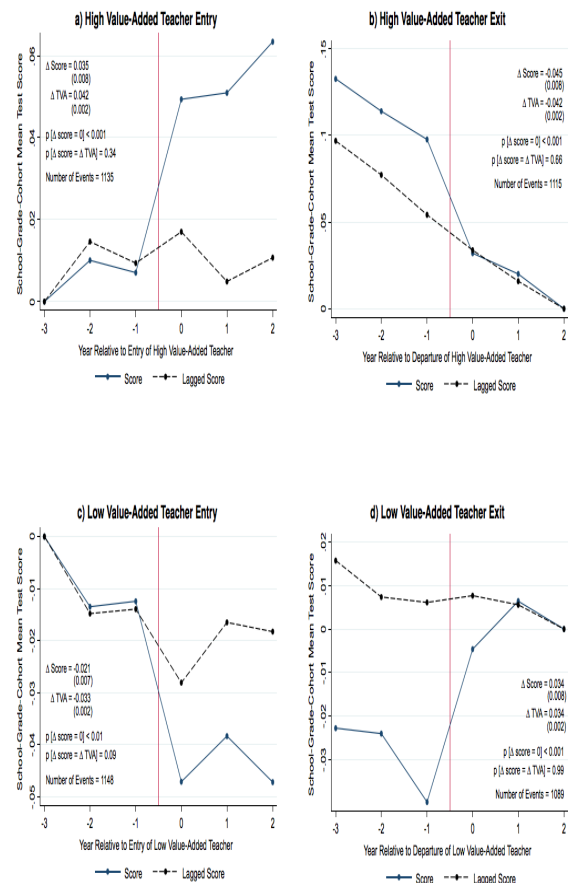 a) High Value-Added Teacher Entry
School-Grade-Cohort Mean Test Score
.06
.04
.02
0
Δ Score = 0.035
(0.008)
Δ TVA = 0.042
(0.002)
p [Δ score = 0] < 0.001
p [Δ score = Δ TVA] = 0.34
Number of Events = 1135
-3 -2 -1 0 1 2
Year Relative to Entry of High Value-Added Teacher
Score Lagged Score
b) High Value-Added Teacher Exit
School-Grade-Cohort Mean Test Score
.15
.1
.05
0
Δ Score = -0.045
(0.008)
Δ TVA = -0.042
(0.002)
p [Δ score = 0] < 0.001
p [Δ score = Δ TVA] = 0.66
Number of Events = 1115
-3 -2 -1 0 1 2
Year Relative to Departure of High Value-Added Teacher
Score Lagged Score
c) Low Value-Added Teacher Entry
School-Grade-Cohort Mean Test Score
0
-.01
-.02
-.03
-.04
-.05
Δ Score = -0.021
(0.007)
Δ TVA = -0.033
(0.002)
p [Δ score = 0] < 0.01
p [Δ score = Δ TVA] = 0.09
Number of Events = 1148
-3 -2 -1 0 1 2
Year Relative to Entry of Low Value-Added Teacher
Score Lagged Score
d) Low Value-Added Teacher Exit
School-Grade-Cohort Mean Test Score
.02
.01
0
-.01
-.02
-.03
Δ Score = 0.034
(0.008)
Δ TVA = 0.034
(0.002)
p [Δ score = 0] < 0.001
p [Δ score = Δ TVA] = 0.99
Number of Events = 1089
-3 -2 -1 0 1 2
Year Relative to Departure of Low Value-Added Teacher
Score Lagged Score